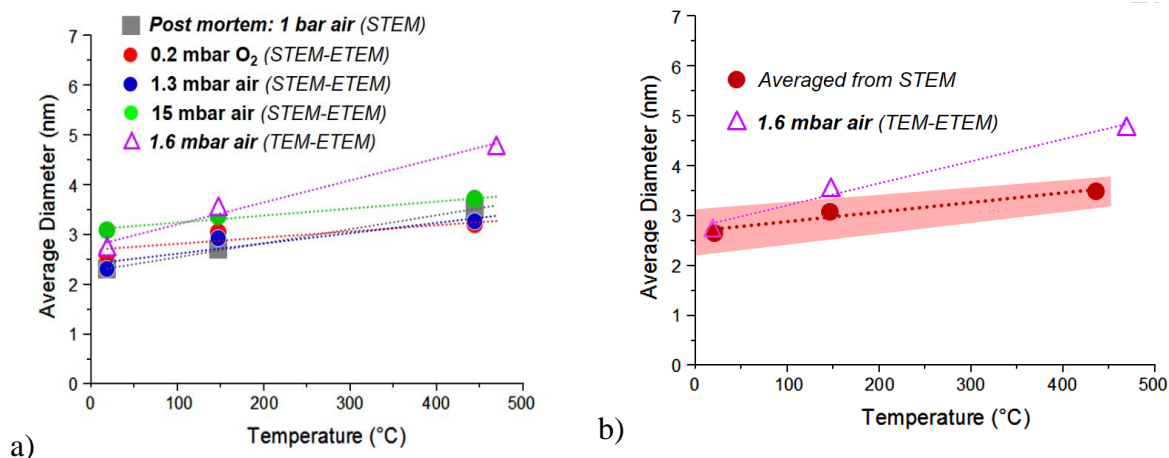 Post mortem: 1 bar air (STEM)
0.2 mbar O₂ (STEM-ETEM)
1.3 mbar air (STEM-ETEM)
15 mbar air (STEM-ETEM)
1.6 mbar air (TEM-ETEM)
7
6
5
4
3
2
1
0
Average Diameter (nm)
0 100 200 300 400 500
Temperature (°C)
a)
Averaged from STEM
1.6 mbar air (TEM-ETEM)
7
6
5
4
3
2
1
0
Average Diameter (nm)
0 100 200 300 400 500
Temperature (°C)
b)